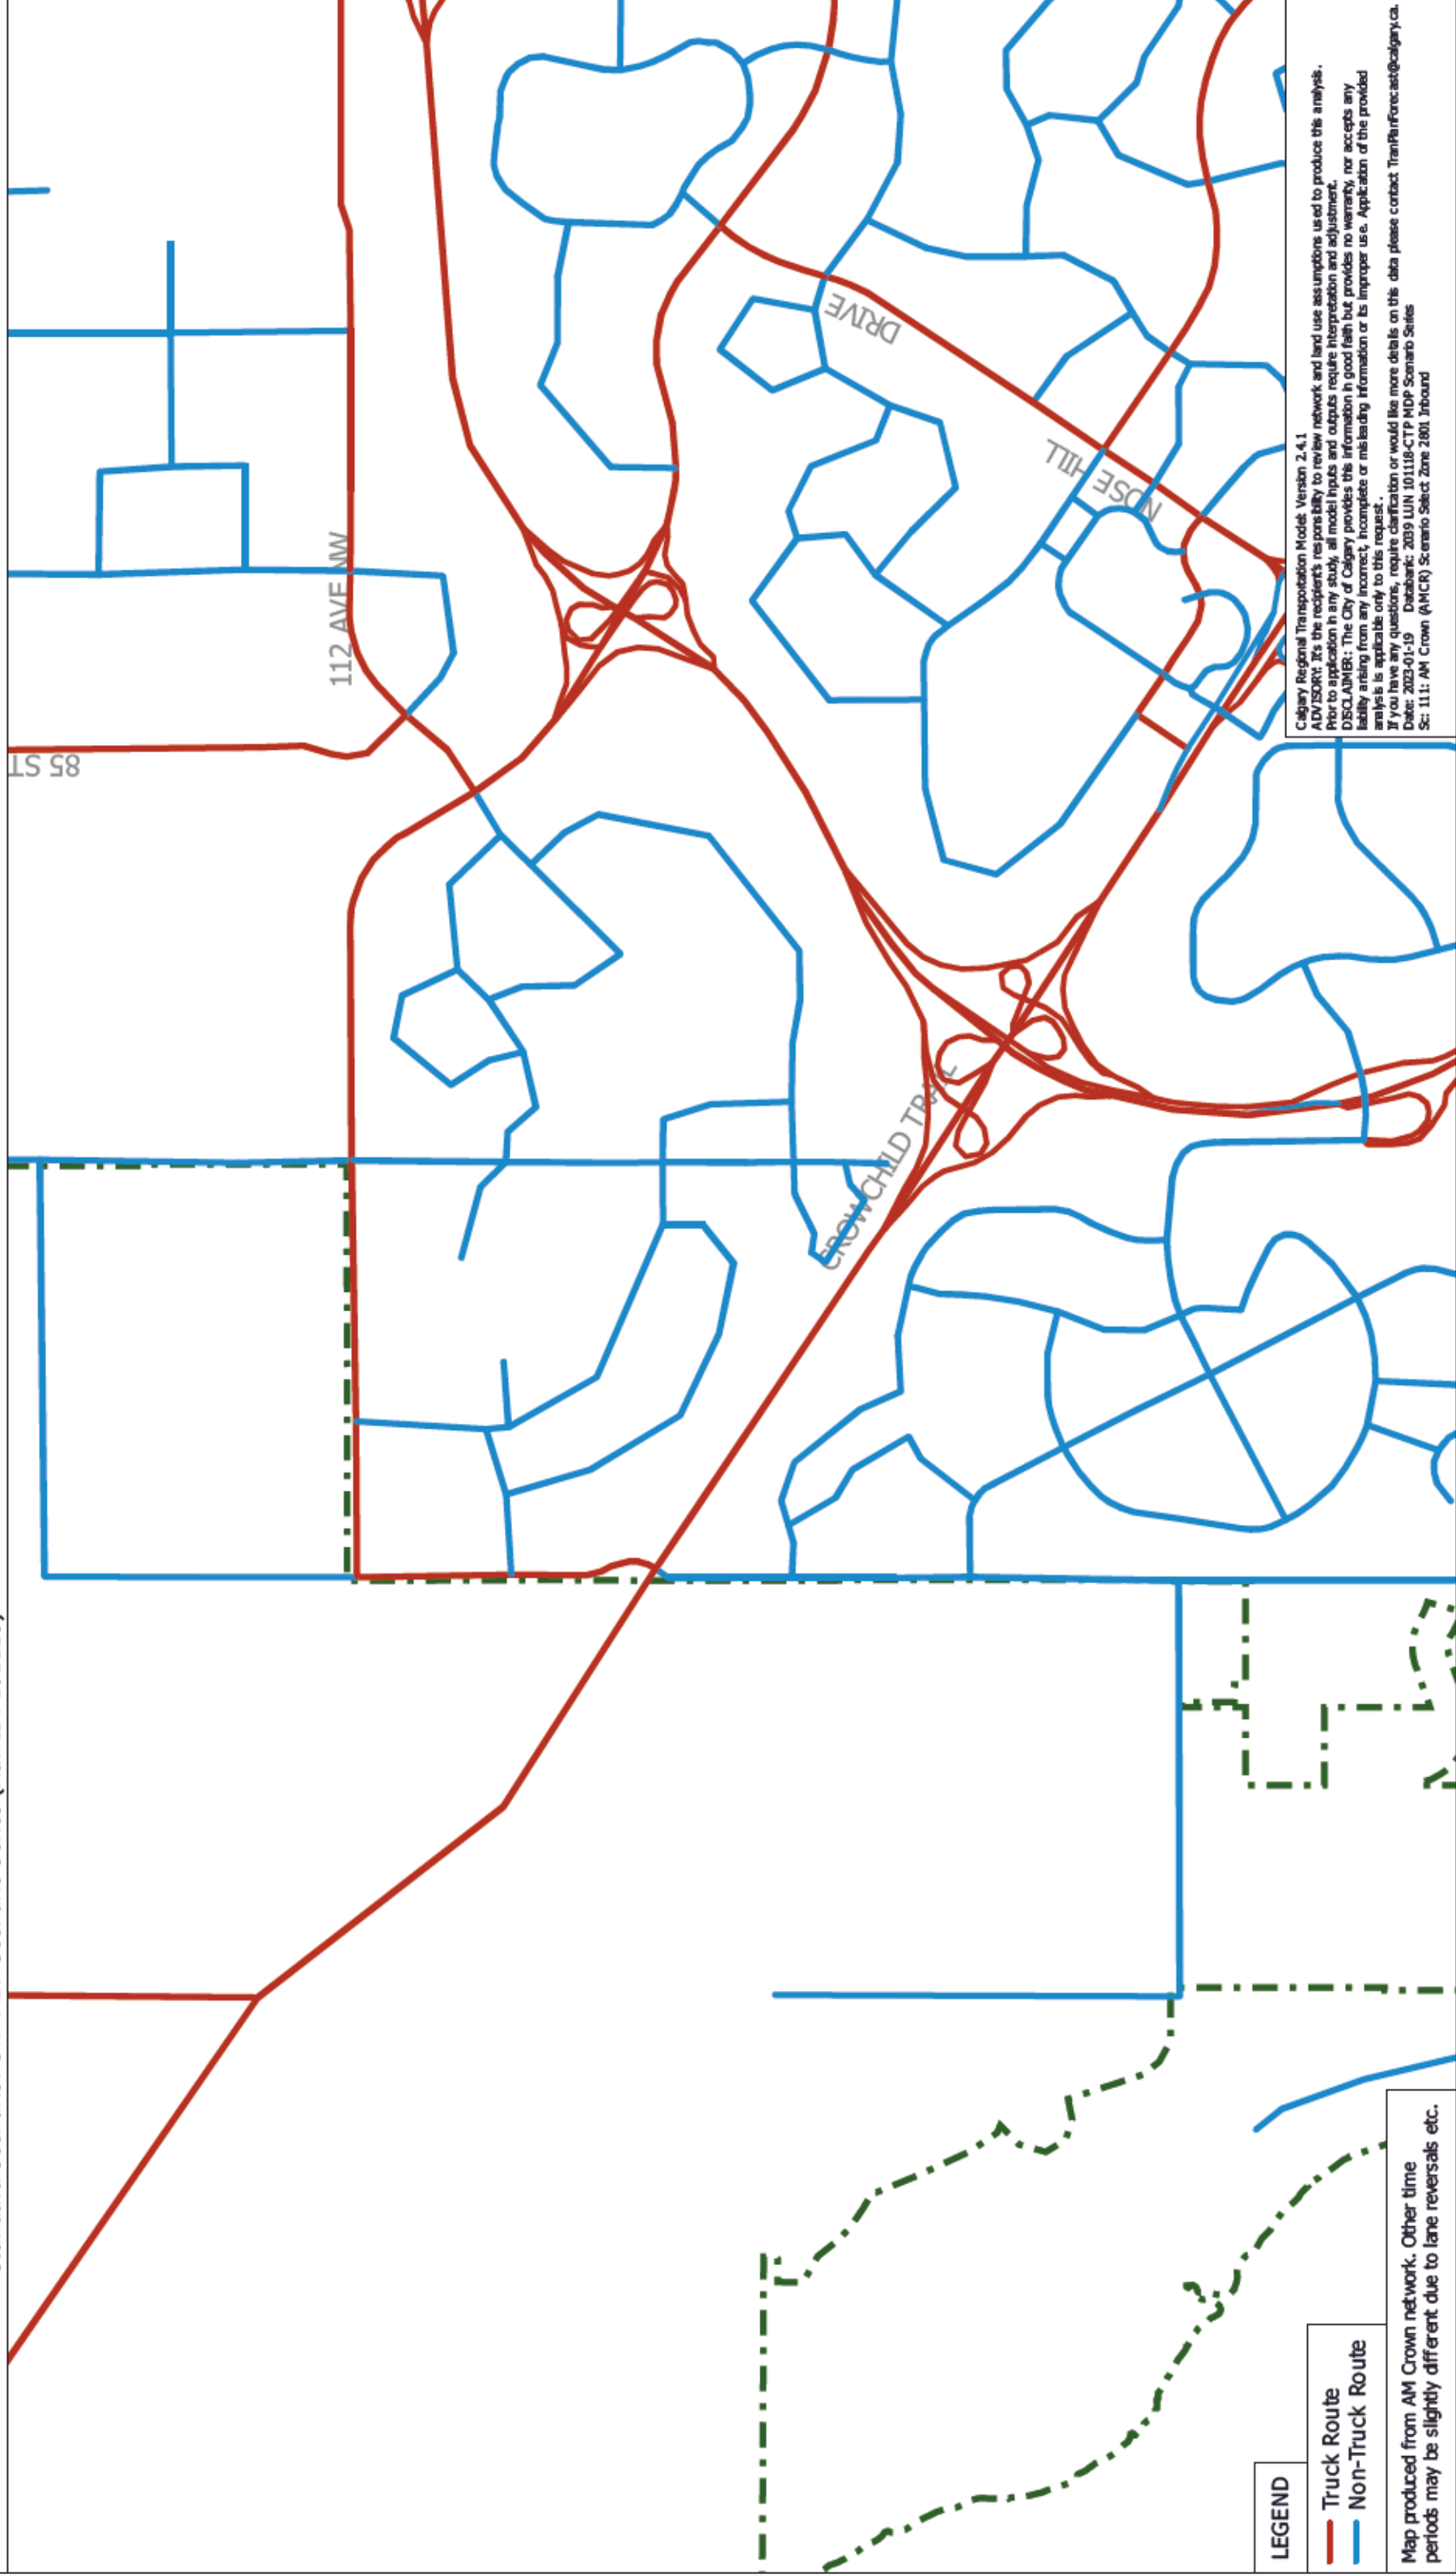 85 ST
112 AVE NW
DRIVE
NOSE HILL
CROWCHILD TRAIL
LEGEND
Truck Route
Non-Truck Route
Map produced from AM Crown network. Other time
periods may be slightly different due to lane reversals etc.
Calgary Regional Transportation Model: Version 2.4.1
ADVISORY: It's the recipient's responsibility to review network and land use assumptions used to produce this analysis.
Prior to application in any study, all model inputs and outputs require interpretation and adjustment.
DISCLAIMER: The City of Calgary provides this information in good faith but provides no warranty, nor accepts any
liability arising from any incorrect, incomplete or misleading information or its improper use. Application of the provided
analysis is applicable only to this request.
If you have any questions, require clarification or would like more details on this data please contact TranPlanForecast@calgary.ca.
Date: 2023-01-19 Databank: 2039 LUN 101118-CTP MDP Scenario Series
Sc: 111: AM Crown (AMCR) Scenario Select Zone 2801 Inbound